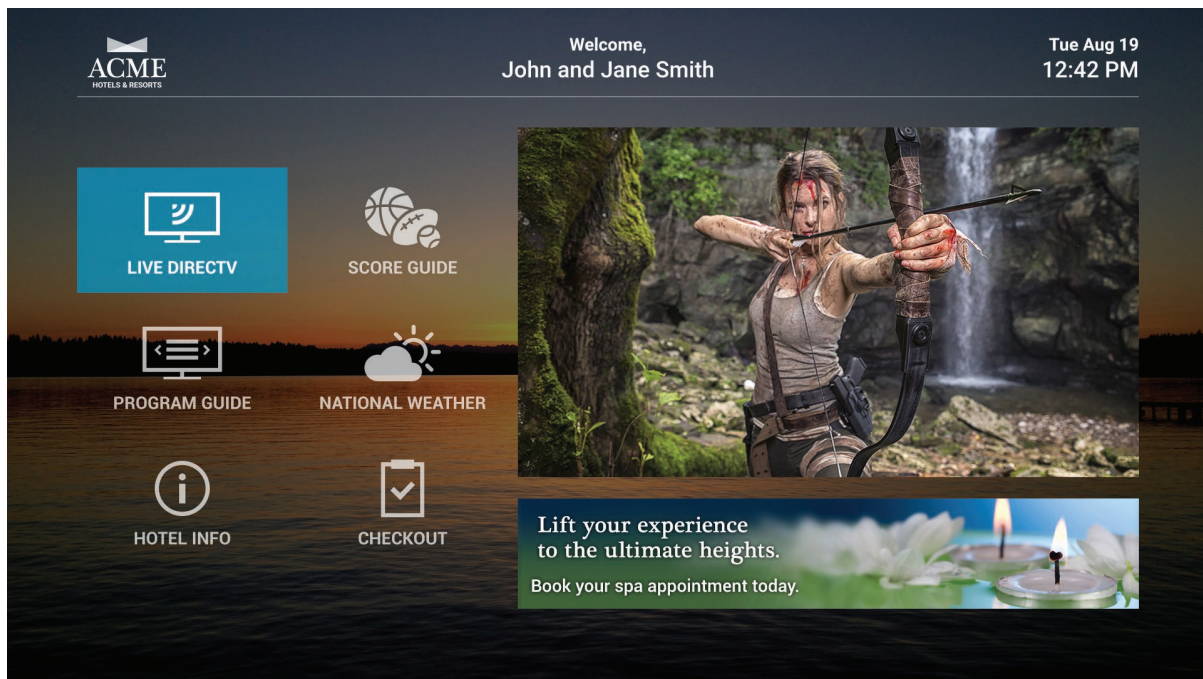 ACME
HOTELS & RESORTS
Welcome,
John and Jane Smith
Tue Aug 19
12:42 PM
LIVE DIRECTV
SCORE GUIDE
PROGRAM GUIDE
NATIONAL WEATHER
HOTEL INFO
CHECKOUT
Lift your experience
to the ultimate heights.
Book your spa appointment today.